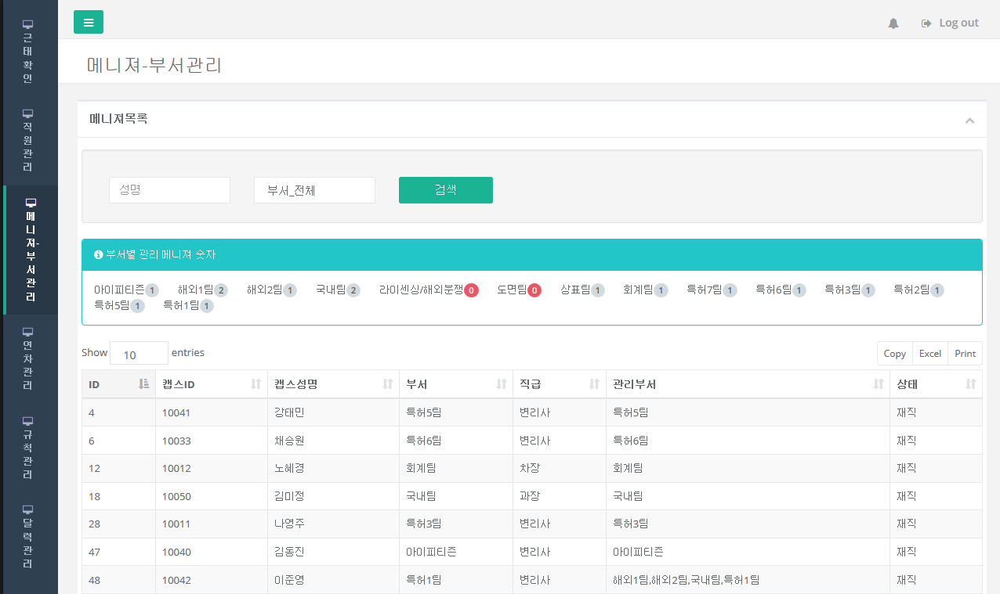 근태확인
직원관리
메니져-부서관리
연차관리
규칙관리
달력관리
Log out
메니져-부서관리
메니져목록
성명 부서_전체 검색
부서별 관리 메니져 숫자
아이피티즌 1 해외1팀 2 해외2팀 1 국내팀 2 라이센싱/해외분쟁 0 도면팀 0 상표팀 1 회계팀 1 특허7팀 1 특허6팀 1 특허3팀 1 특허2팀 1
특허5팀 1 특허1팀 1
Show 10 entries Copy Excel Print
ID 캡스ID 캡스성명 부서 직급 관리부서 상태
4 10041 강태민 특허5팀 변리사 특허5팀 재직
6 10033 채승원 특허6팀 변리사 특허6팀 재직
12 10012 노혜경 회계팀 차장 회계팀 재직
18 10050 김미정 국내팀 과장 국내팀 재직
28 10011 나영주 특허3팀 변리사 특허3팀 재직
47 10040 김동진 아이피티즌 변리사 아이피티즌 재직
48 10042 이준영 특허1팀 변리사 해외1팀,해외2팀,국내팀,특허1팀 재직